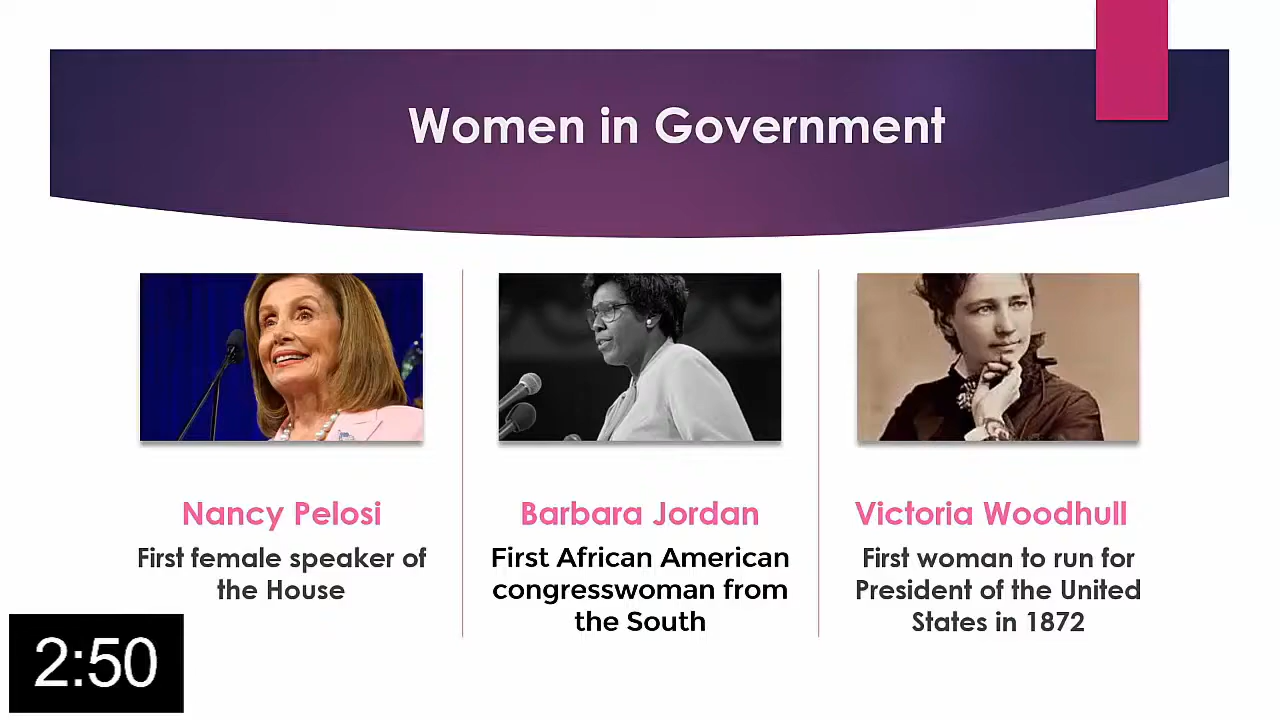 Women in Government
Nancy Pelosi
First female speaker of
the House
Barbara Jordan
First African American
congresswoman from
the South
Victoria Woodhull
First woman to run for
President of the United
States in 1872
2:50